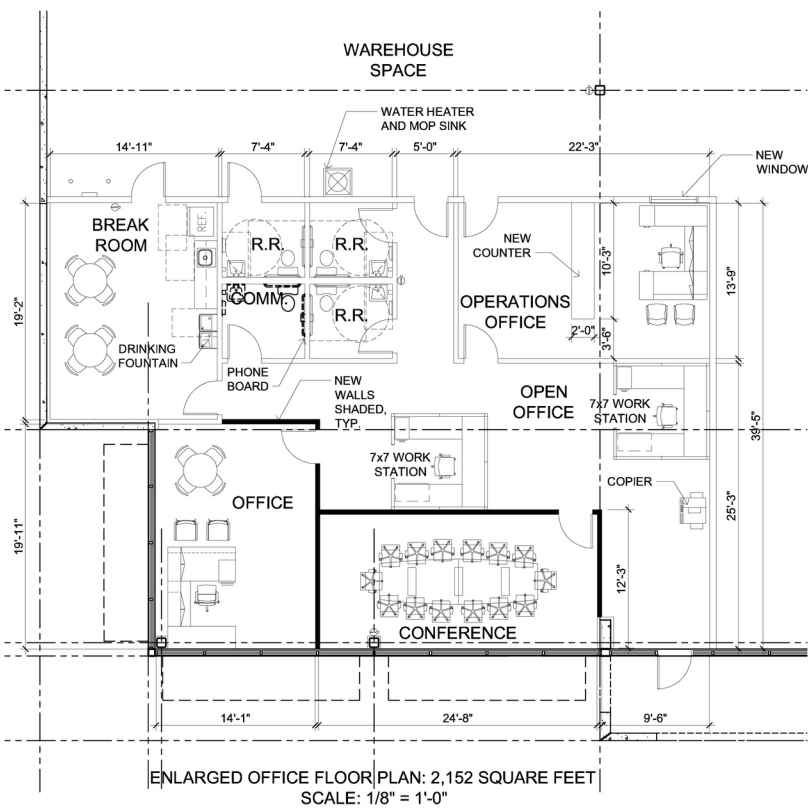 WAREHOUSE
SPACE
WATER HEATER
AND MOP SINK
14'-11"
7'-4"
7'-4"
5'-0"
22'-3"
NEW
WINDOW
BREAK
ROOM
REF.
R.R.
R.R.
NEW
COUNTER
10'-3"
13'-9"
19'-2"
COMM.
R.R.
OPERATIONS
OFFICE
2'-0"
3'-6"
DRINKING
FOUNTAIN
PHONE
BOARD
NEW
WALLS
SHADED,
TYP.
OPEN
OFFICE
7x7 WORK
STATION
39'-5"
7x7 WORK
STATION
COPIER
OFFICE
25'-3"
19'-11"
12'-3"
CONFERENCE
14'-1"
24'-8"
9'-6"
ENLARGED OFFICE FLOOR PLAN: 2,152 SQUARE FEET
SCALE: 1/8" = 1'-0"